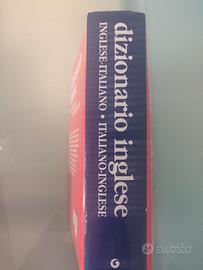 dizionario inglese
INGLESE-ITALIANO • ITALIANO-INGLESE
subito